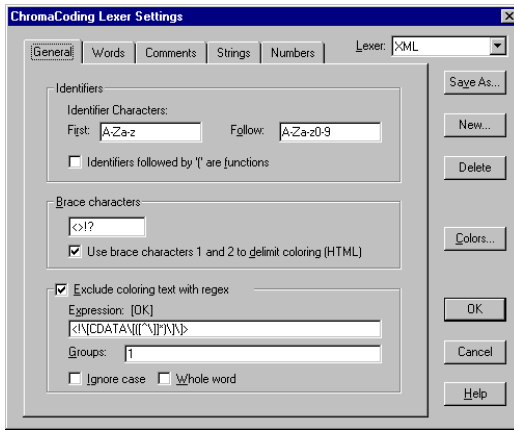 ChromaCoding Lexer Settings
General Words Comments Strings Numbers Lexer: XML
Identifiers
Identifier Characters:
First: A-Za-z Follow: A-Za-z0-9
Identifiers followed by '(' are functions
Brace characters
<>!?
Use brace characters 1 and 2 to delimit coloring (HTML)
Exclude coloring text with regex
Expression: [OK]
<!\[CDATA\[([^\]]*)\]\]>
Groups: 1
Ignore case Whole word
Save As...
New...
Delete
Colors...
OK
Cancel
Help